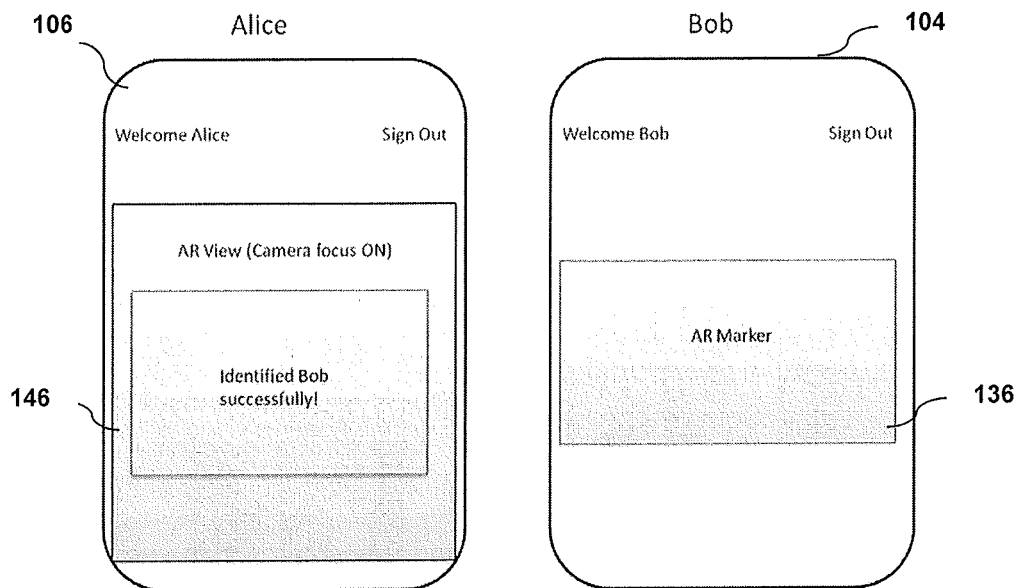 106
Alice
Bob
104
Welcome Alice
Sign Out
Welcome Bob
Sign Out
AR View (Camera focus ON)
AR Marker
Identified Bob
successfully!
146
136